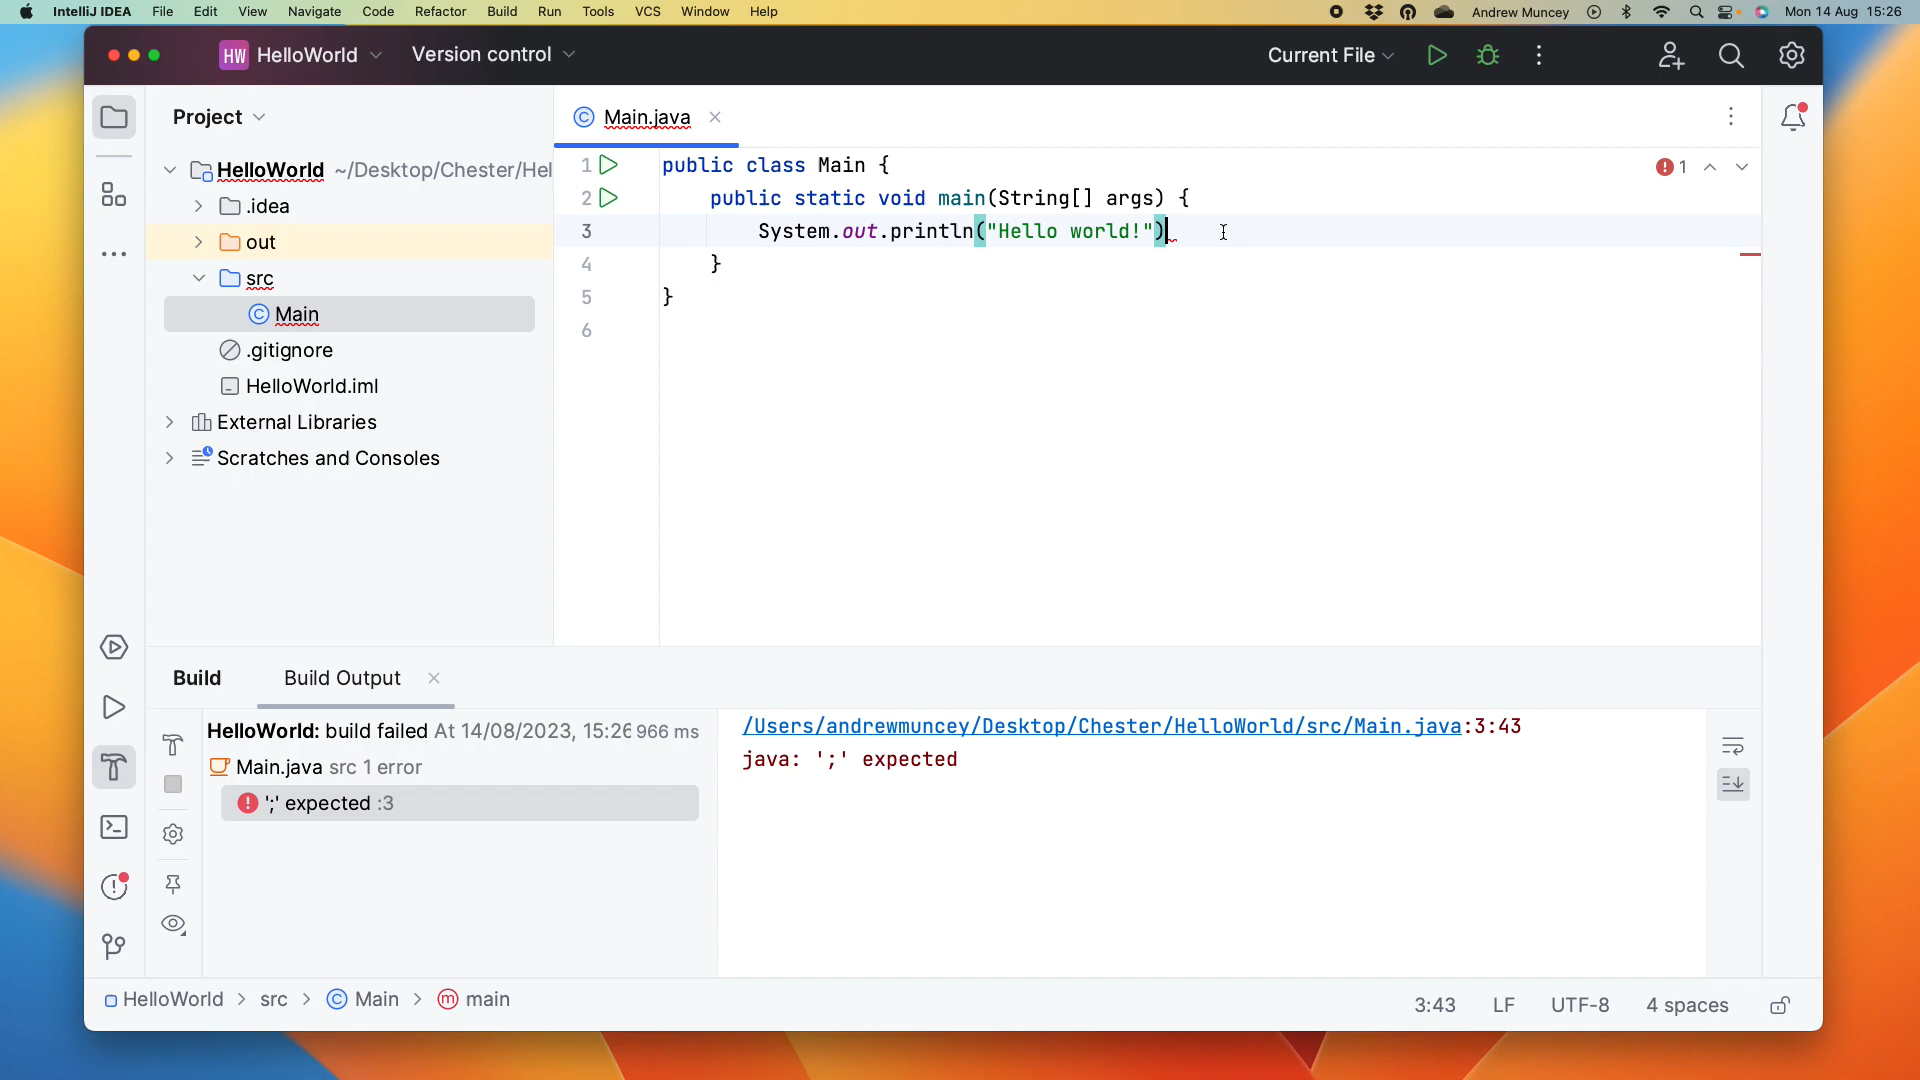 IntelliJ IDEA File Edit View Navigate Code Refactor Build Run Tools VCS Window Help Andrew Muncey Mon 14 Aug 15:26
HW HelloWorld Version control Current File
Project
Main.java
HelloWorld ~/Desktop/Chester/Hel
.idea
out
src
Main
.gitignore
HelloWorld.iml
External Libraries
Scratches and Consoles
1 public class Main {
2 public static void main(String[] args) {
3 System.out.println("Hello world!")
4 }
5 }
6
1
Build Build Output
HelloWorld: build failed At 14/08/2023, 15:26 966 ms
Main.java src 1 error
';' expected :3
/Users/andrewmuncey/Desktop/Chester/HelloWorld/src/Main.java:3:43
java: ';' expected
HelloWorld > src > Main > main
3:43 LF UTF-8 4 spaces